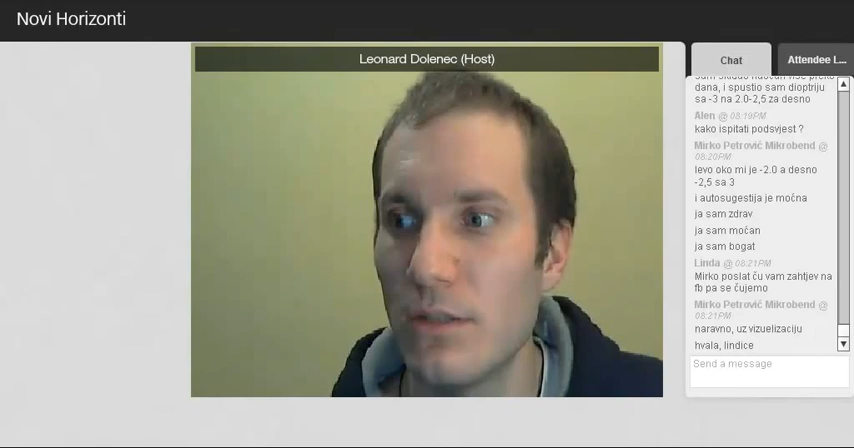 Novi Horizonti
Leonard Dolenec (Host)
Chat
Attendee L...
dana, i spustio sam dioptriju
sa -3 na 2.0-2,5 za desno
Alen @ 08:19PM
kako ispitati podsvjest ?
Mirko Petrović Mikrobend @
08:20PM
levo oko mi je -2.0 a desno
-2,5 sa 3
i autosugestija je moćna
ja sam zdrav
ja sam moćan
ja sam bogat
Linda @ 08:21PM
Mirko poslat ču vam zahtjev na
fb pa se čujemo
Mirko Petrović Mikrobend @
08:21PM
naravno, uz vizuelizaciju
hvala, lindice
Send a message